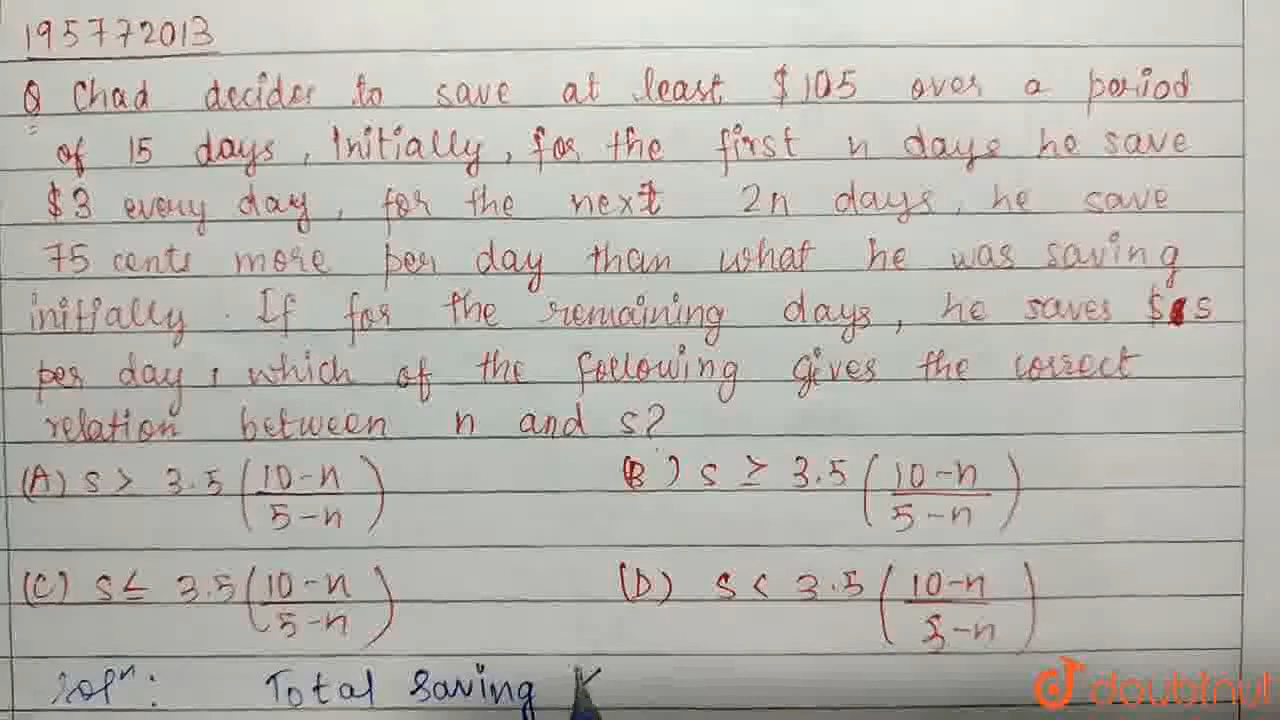 195772013
Q Chad decides to save at least $105 over a period
of 15 days, Initially, for the first n days he save
$3 every day, for the next 2n days, he save
75 cents more per day than what he was saving
initially. If for the remaining days, he saves $ s
per day, which of the following gives the correct
relation between n and s?
(A) s > 3.5 (10-n / 5-n) (B) s ≥ 3.5 (10-n / 5-n)
(C) s ≤ 3.5 (10-n / 5-n) (D) s < 3.5 (10-n / 5-n)
Solⁿ: Total saving
doubtnut